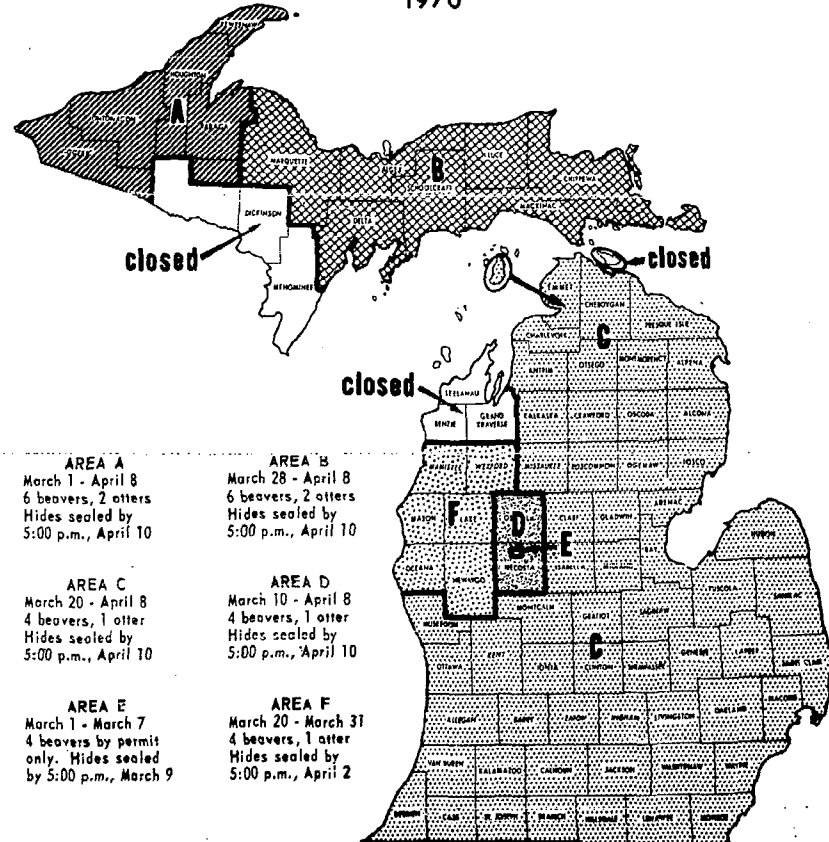 1970
HOUGHTON
A
BARAGA
MARQUETTE
ALGER
B
LUCE
SCHOOLCRAFT
CHIPPEWA
MACKINAC
DICKINSON
DELTA
closed
MENOMINEE
closed
EMMET
CHEBOYGAN
PRESQUE ISLE
CHARLEVOIX
C
ANTRIM
OTSEGO
MONTMORENCY
ALPENA
closed
LEELANAU
BENZIE
GRAND TRAVERSE
KALKASKA
CRAWFORD
OSCODA
ALCONA
MANISTEE
WEXFORD
MISSAUKEE
ROSCOMMON
OGEMAW
IOSCO
MASON
F
LAKE
D
CLARE
GLADWIN
ARENAC
E
OCEANA
NEWAYGO
MECOSTA
ISABELLA
BAY
HURON
MONTCALM
GRATIOT
SAGINAW
TUSCOLA
SANILAC
MUSKEGON
OTTAWA
KENT
IONIA
C
CLINTON
SHIAWASSEE
GENESEE
LAPEER
SAINT CLAIR
ALLEGAN
BARRY
EATON
INGHAM
LIVINGSTON
OAKLAND
MACOMB
VAN BUREN
KALAMAZOO
CALHOUN
JACKSON
WASHTENAW
WAYNE
BERRIEN
CASS
ST. JOSEPH
BRANCH
HILLSDALE
LENAWEE
MONROE
AREA A
March 1 - April 8
6 beavers, 2 otters
Hides sealed by
5:00 p.m., April 10
AREA B
March 28 - April 8
6 beavers, 2 otters
Hides sealed by
5:00 p.m., April 10
AREA C
March 20 - April 8
4 beavers, 1 otter
Hides sealed by
5:00 p.m., April 10
AREA D
March 10 - April 8
4 beavers, 1 otter
Hides sealed by
5:00 p.m., April 10
AREA E
March 1 - March 7
4 beavers by permit
only. Hides sealed
by 5:00 p.m., March 9
AREA F
March 20 - March 31
4 beavers, 1 otter
Hides sealed by
5:00 p.m., April 2